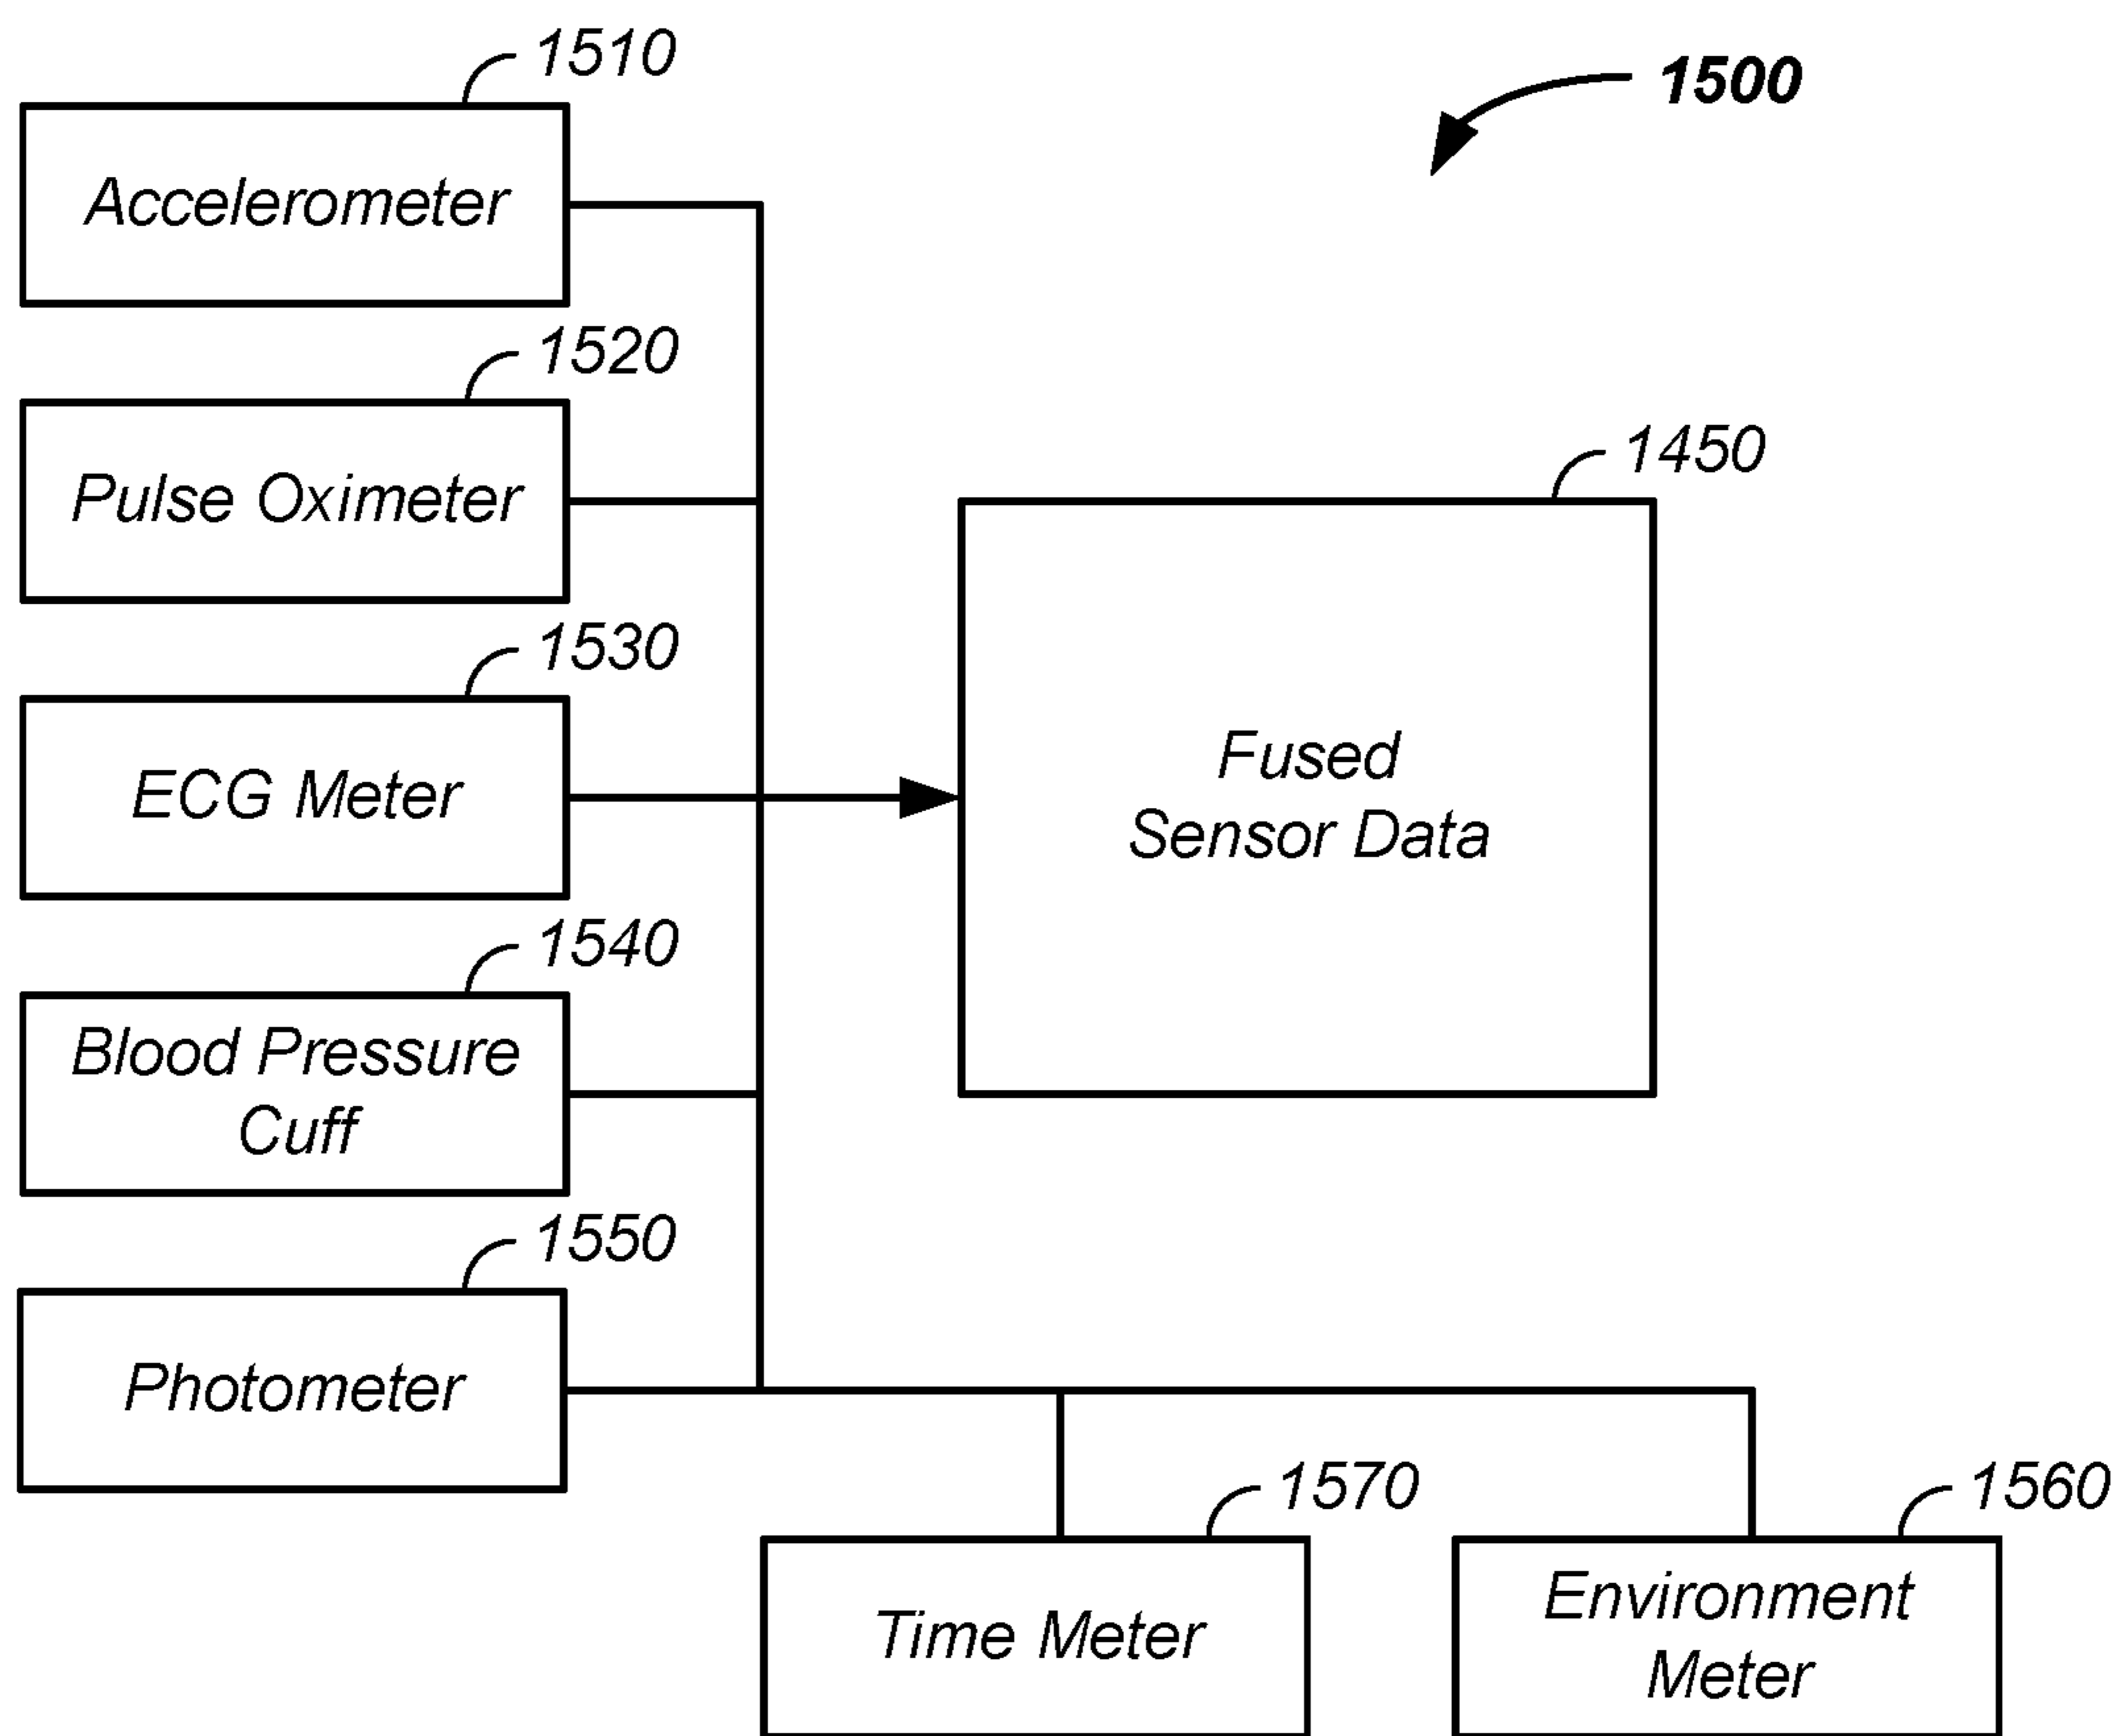 1510
1500
Accelerometer
1520
Pulse Oximeter
1450
1530
ECG Meter
Fused
Sensor Data
1540
Blood Pressure
Cuff
1550
Photometer
1570
1560
Time Meter
Environment
Meter